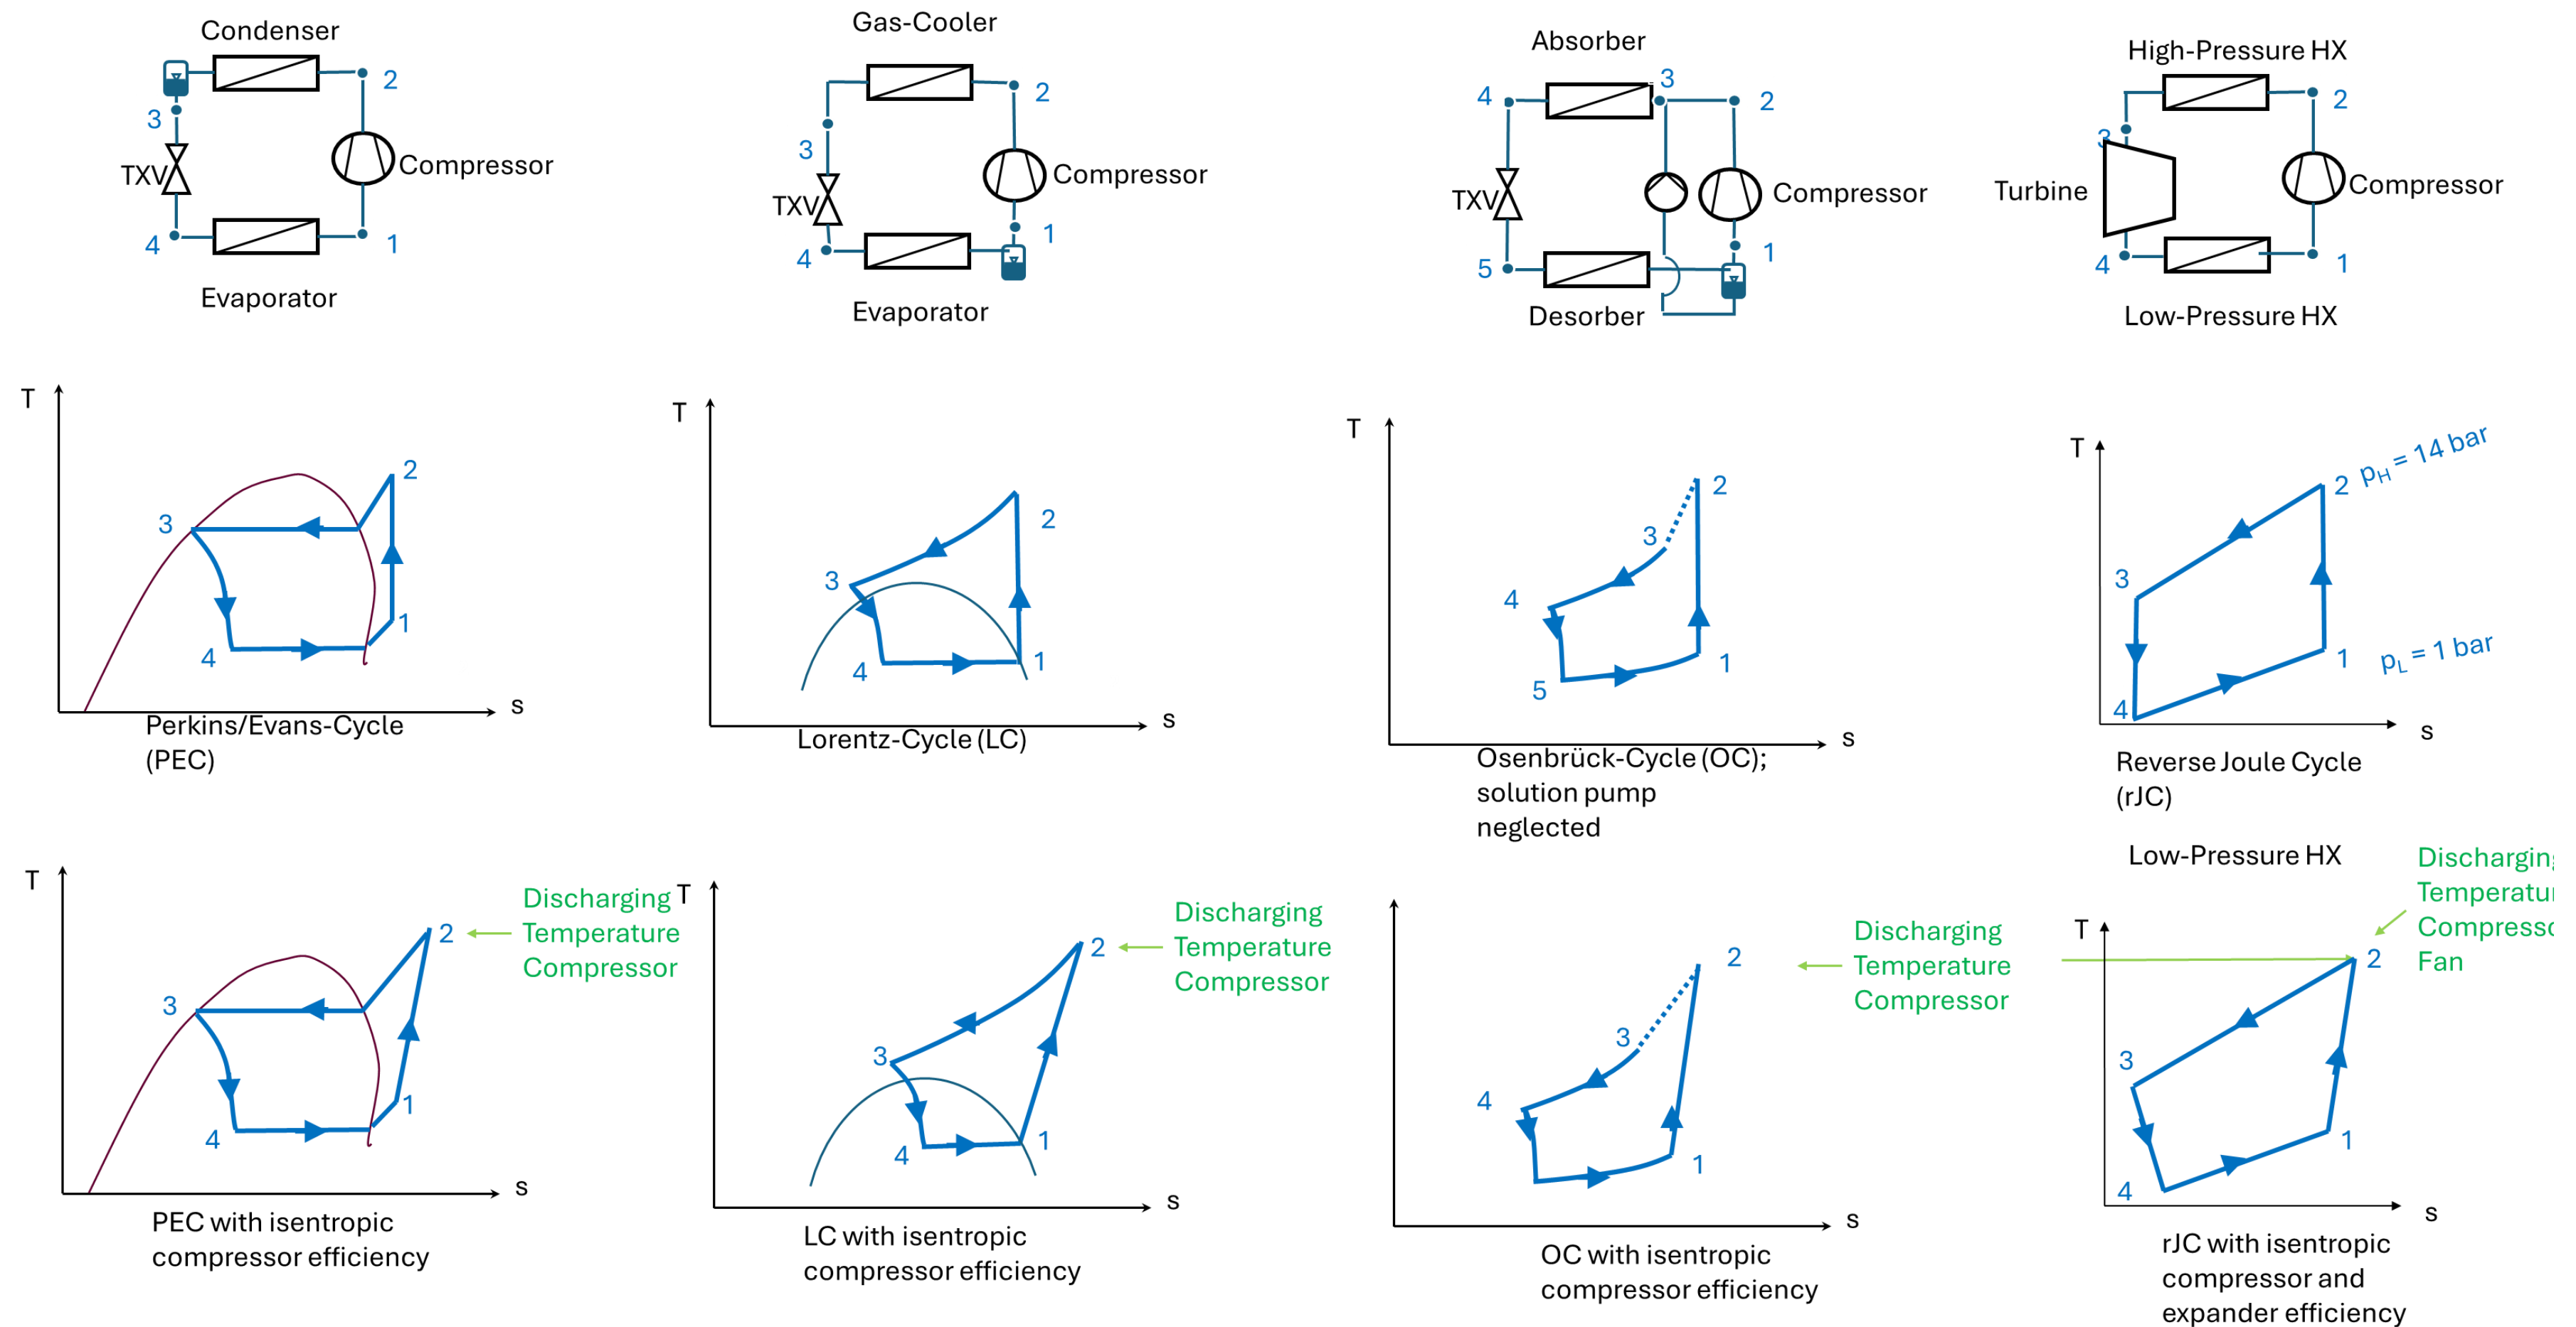 Condenser
2
3
TXV
Compressor
4
1
Evaporator
Gas-Cooler
2
3
TXV
Compressor
4
1
Evaporator
Absorber
4
3
2
TXV
Compressor
5
1
Desorber
High-Pressure HX
2
3
Turbine
Compressor
4
1
Low-Pressure HX
T
2
3
1
4
s
Perkins/Evans-Cycle
(PEC)
T
2
3
4
1
s
Lorentz-Cycle (LC)
T
2
3
4
1
5
s
Osenbrück-Cycle (OC);
solution pump
neglected
T
2
pH = 14 bar
3
1
pL = 1 bar
4
s
Reverse Joule Cycle
(rJC)
T
2
Discharging
Temperature
Compressor
3
1
4
s
PEC with isentropic
compressor efficiency
T
2
Discharging
Temperature
Compressor
3
4
1
s
LC with isentropic
compressor efficiency
2
Discharging
Temperature
Compressor
3
4
1
s
OC with isentropic
compressor efficiency
Low-Pressure HX
Discharging
Temperatu
Compresso
Fan
T
2
3
1
4
s
rJC with isentropic
compressor and
expander efficiency